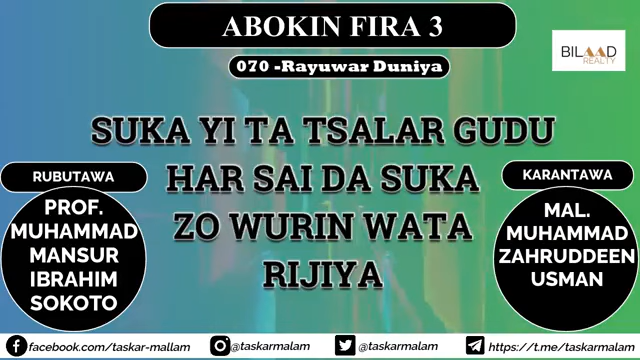 ABOKIN FIRA 3
070 -Rayuwar Duniya
BILAAD
REALTY
SUKA YI TA TSALAR GUDU
HAR SAI DA SUKA
ZO WURIN WATA
RIJIYA
RUBUTAWA
PROF.
MUHAMMAD
MANSUR
IBRAHIM
SOKOTO
KARANTAWA
MAL.
MUHAMMAD
ZAHRUDDEEN
USMAN
facebook.com/taskar-mallam
@taskarmalam
@taskarmalam
https://t.me/taskarmalam